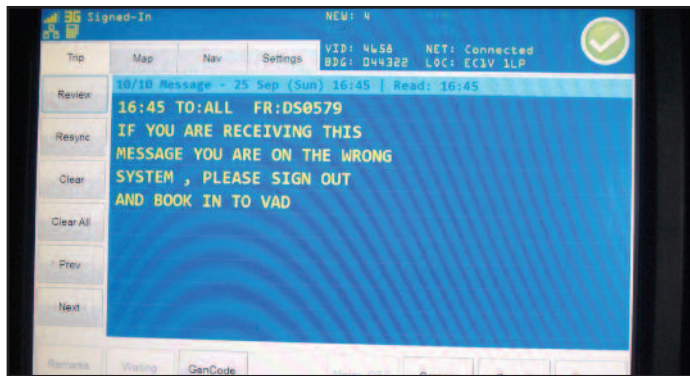 3G Signed-In
NEW: 4
Trip Map Nav Settings
VID: 4658 NET: Connected
BDG: D44322 LOC: EC1V 1LP
Review
10/10 Message - 25 Sep (Sun) 16:45 | Read: 16:45
16:45 TO:ALL FR:DS0579
Resync
IF YOU ARE RECEIVING THIS
MESSAGE YOU ARE ON THE WRONG
Clear
SYSTEM , PLEASE SIGN OUT
AND BOOK IN TO VAD
Clear All
Prev
Next
Remarks Waiting GenCode